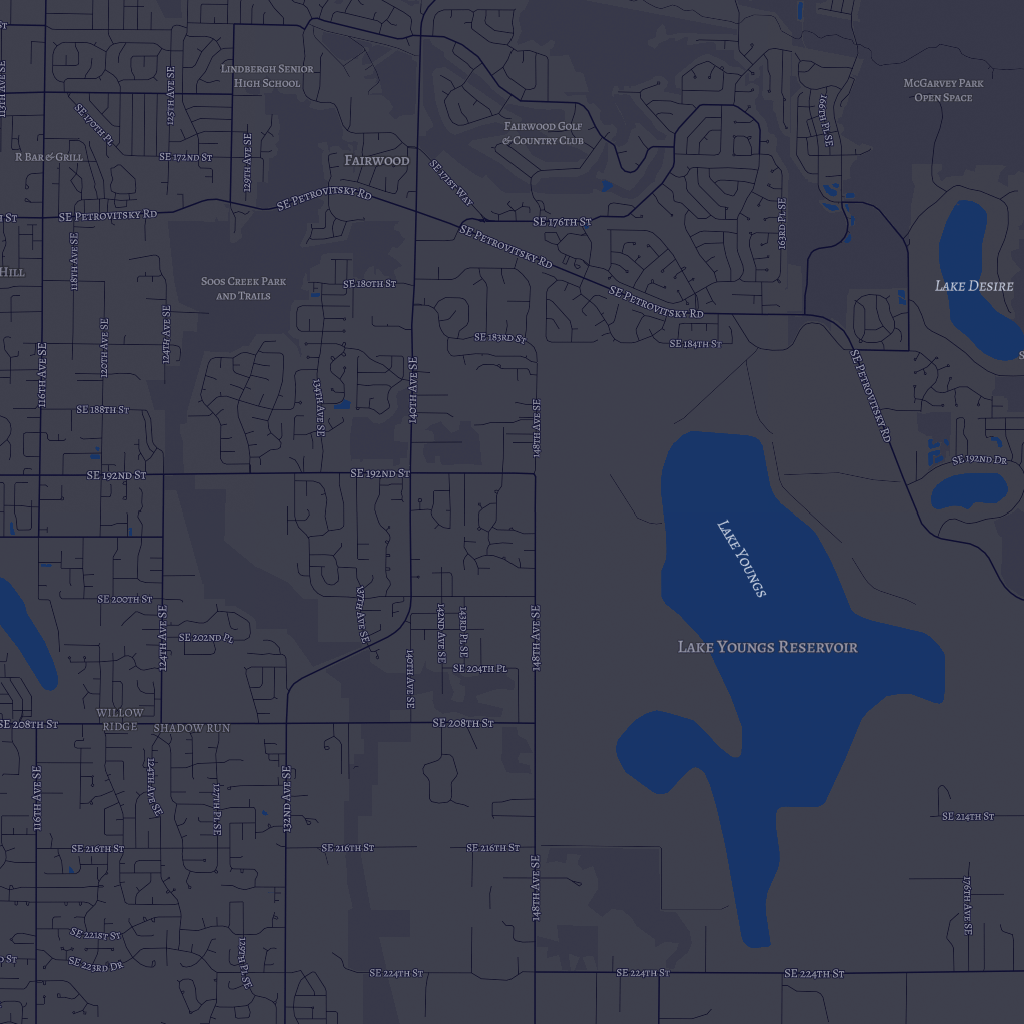 ST
113TH AVE SE
125TH AVE SE
LINDBERGH SENIOR
HIGH SCHOOL
McGARVEY PARK
OPEN SPACE
SE 170TH PL
166TH PL SE
FAIRWOOD GOLF
& COUNTRY CLUB
R BAR & GRILL
SE 172ND ST
129TH AVE SE
FAIRWOOD
SE 171ST WAY
SE PETROVITSKY RD
ST
SE PETROVITSKY RD
SE 176TH ST
163RD PL SE
SE PETROVITSKY RD
118TH AVE SE
HILL
SOOS CREEK PARK
AND TRAILS
SE 180TH ST
SE PETROVITSKY RD
LAKE DESIRE
120TH AVE SE
124TH AVE SE
SE 183RD ST
SE 184TH ST
S
116TH AVE SE
140TH AVE SE
SE PETROVITSKY RD
134TH AVE SE
SE 188TH ST
148TH AVE SE
SE 192ND ST
SE 192ND ST
SE 192ND DR
LAKE YOUNGS
SE 200TH ST
137TH AVE SE
124TH AVE SE
SE 202ND PL
142ND AVE SE
143RD PL SE
148TH AVE SE
LAKE YOUNGS RESERVOIR
140TH AVE SE
SE 204TH PL
WILLOW
RIDGE
SHADOW RUN
SE 208TH ST
SE 208TH ST
116TH AVE SE
124TH AVE SE
127TH PL SE
132ND AVE SE
SE 214TH ST
SE 216TH ST
SE 216TH ST
SE 216TH ST
148TH AVE SE
176TH AVE SE
SE 221ST ST
D ST
SE 223RD DR
129TH PL SE
SE 224TH ST
SE 224TH ST
SE 224TH ST